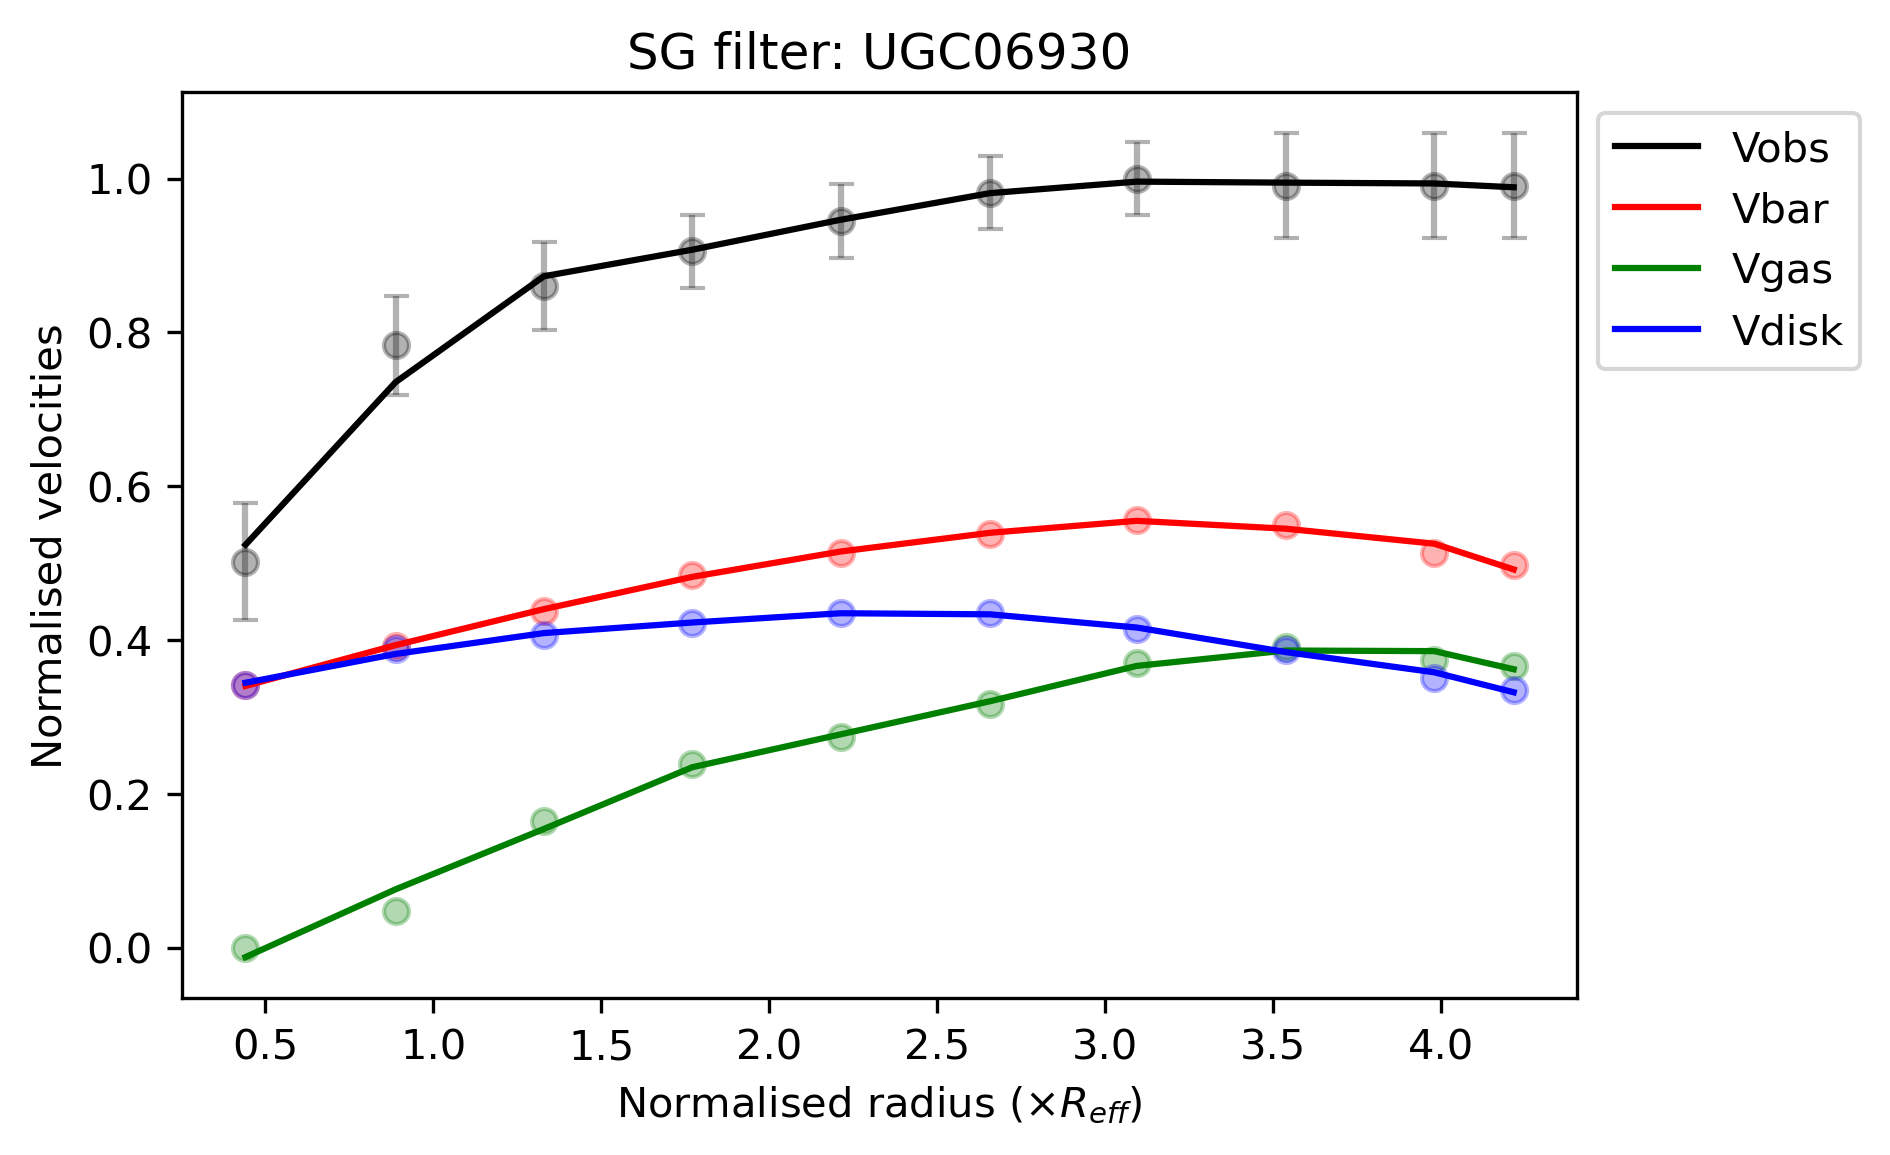 SG filter: UGC06930
Vobs
Vbar
Vgas
Vdisk
Normalised velocities
1.0
0.8
0.6
0.4
0.2
0.0
0.5 1.0 1.5 2.0 2.5 3.0 3.5 4.0
Normalised radius (×R_eff)